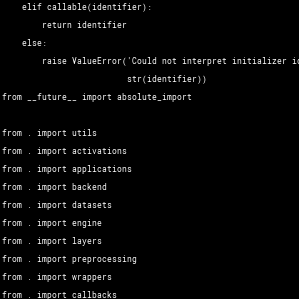 elif callable(identifier):
return identifier
else:
raise ValueError('Could not interpret initializer
str(identifier))
from __future__ import absolute_import
from . import utils
from . import activations
from . import applications
from . import backend
from . import datasets
from . import engine
from . import layers
from . import preprocessing
from . import wrappers
from . import callbacks